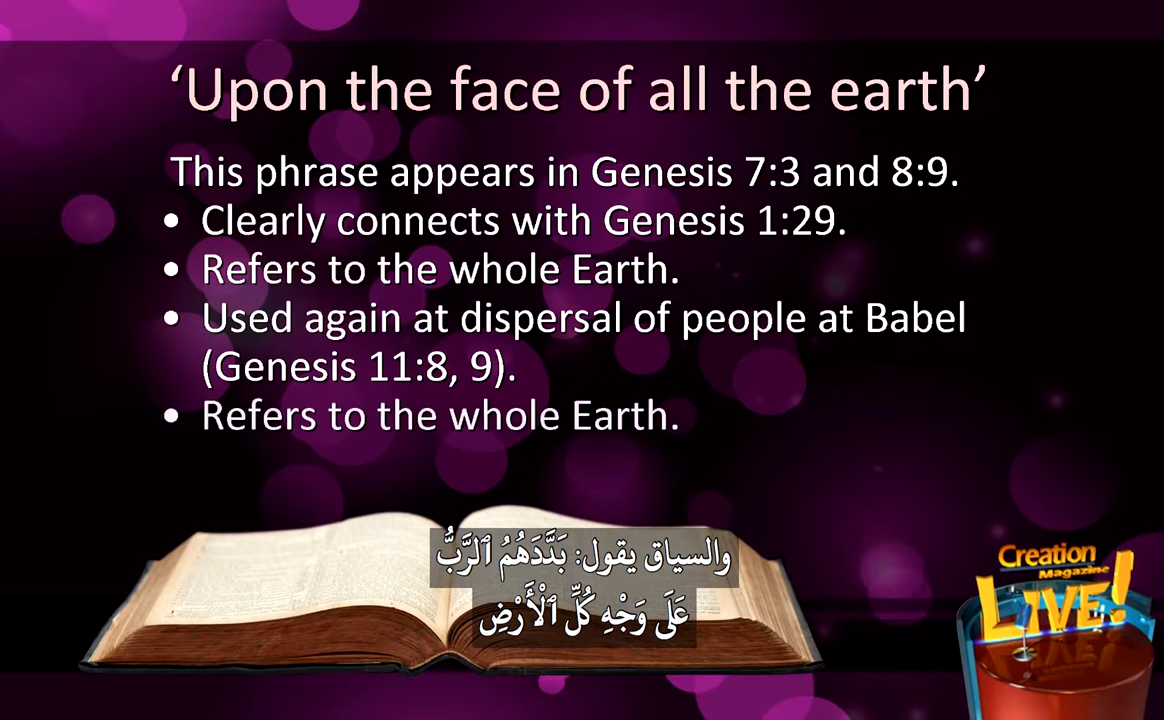 ‘Upon the face of all the earth’
This phrase appears in Genesis 7:3 and 8:9.
• Clearly connects with Genesis 1:29.
• Refers to the whole Earth.
• Used again at dispersal of people at Babel
(Genesis 11:8, 9).
• Refers to the whole Earth.
والسياق يقول: بَدَّدَهُمُ ٱلرَّبُّ
عَلَى وَجْهِ كُلِّ ٱلْأَرْضِ
Creation
Magazine
LIVE!